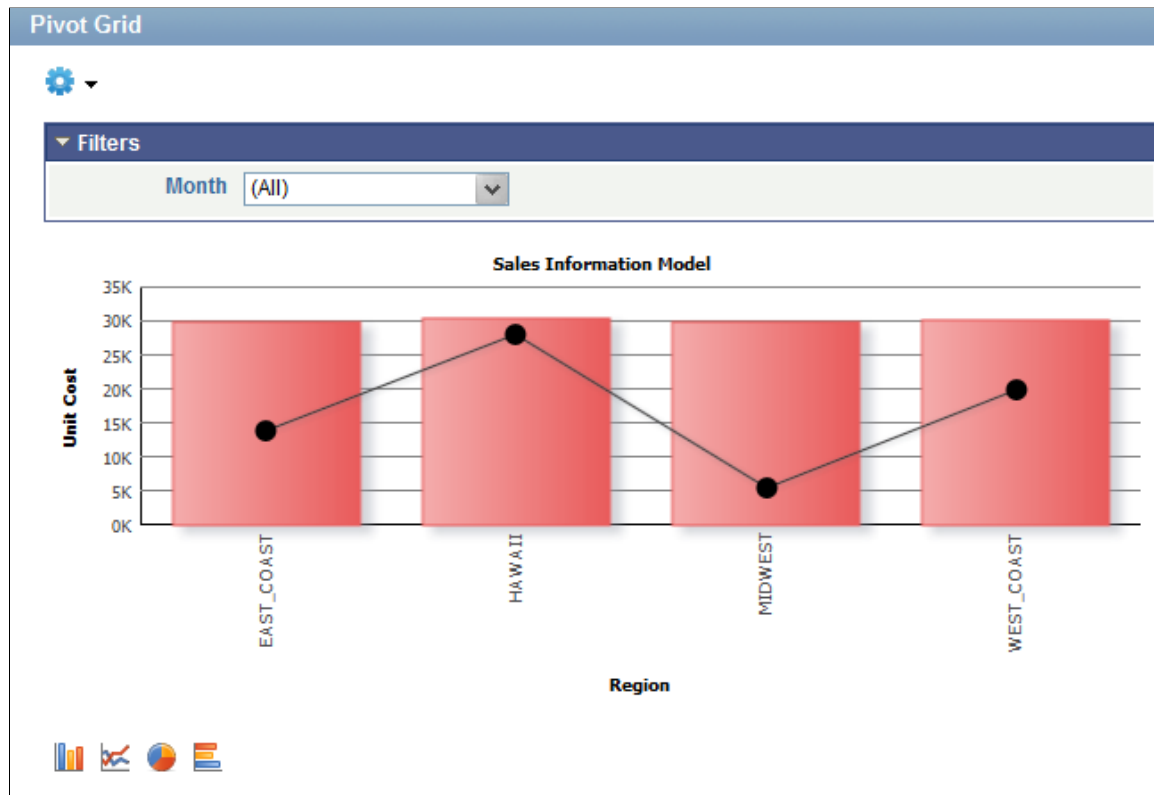 Pivot Grid
Filters
Month (All)
Sales Information Model
35K
30K
25K
20K
15K
10K
5K
0K
Unit Cost
EAST_COAST
HAWAII
MIDWEST
WEST_COAST
Region